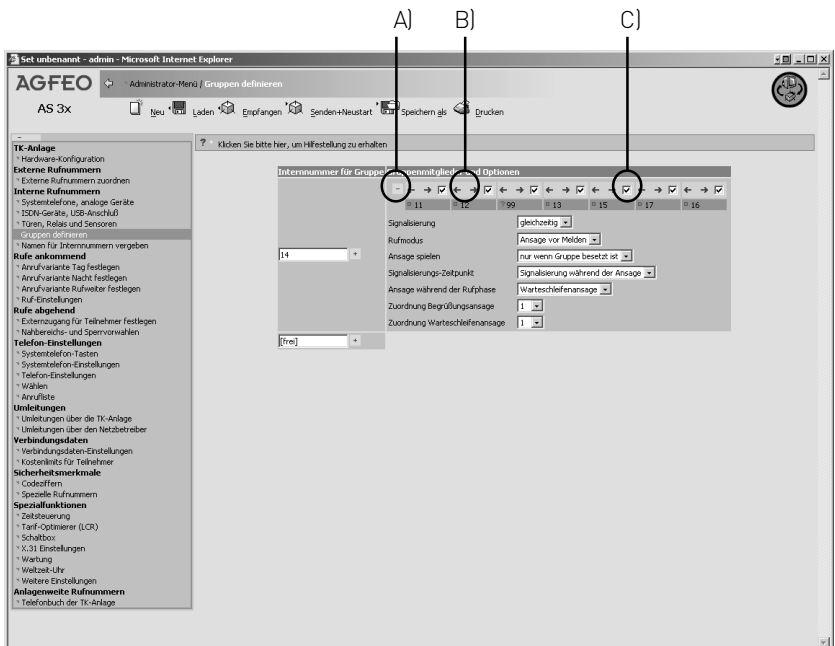 A) B) C)
Set unbenannt - admin - Microsoft Internet Explorer
AGFEO
Administrator-Menü / Gruppen definieren
AS 3x
Neu Laden Empfangen Senden+Neustart Speichern als Drucken
? Klicken Sie bitte hier, um Hilfestellung zu erhalten
TK-Anlage
Hardware-Konfiguration
Externe Rufnummern
Externe Rufnummern zuordnen
Interne Rufnummern
Systemtelefone, analoge Geräte
ISDN-Geräte, USB-Anschluß
Türen, Relais und Sensoren
Gruppen definieren
Namen für Internnummern vergeben
Rufe ankommend
Anrufvariante Tag festlegen
Anrufvariante Nacht festlegen
Anrufvariante Rufweiter festlegen
Ruf-Einstellungen
Rufe abgehend
Externzugang für Teilnehmer festlegen
Nahbereichs- und Sperrvorwahlen
Telefon-Einstellungen
Systemtelefon-Tasten
Systemtelefon-Einstellungen
Telefon-Einstellungen
Wählen
Anrufliste
Umleitungen
Umleitungen über die TK-Anlage
Umleitungen über den Netzbetreiber
Verbindungsdaten
Verbindungsdaten-Einstellungen
Kostenlimits für Teilnehmer
Sicherheitsmerkmale
Codeziffern
Spezielle Rufnummern
Spezialfunktionen
Zeitsteuerung
Tarif-Optimierer (LCR)
Schaltbox
X.31 Einstellungen
Wartung
Weltzeit-Uhr
Weitere Einstellungen
Anlagenweite Rufnummern
Telefonbuch der TK-Anlage
Internnummer für Gruppe Gruppenmitglieder und Optionen
11 12 99 13 15 17 16
Signalisierung gleichzeitig
Rufmodus Ansage vor Melden
14 + Ansage spielen nur wenn Gruppe besetzt ist
Signalisierungs-Zeitpunkt Signalisierung während der Ansage
Ansage während der Rufphase Warteschleifenansage
Zuordnung Begrüßungsansage 1
Zuordnung Warteschleifenansage 1
[frei] +